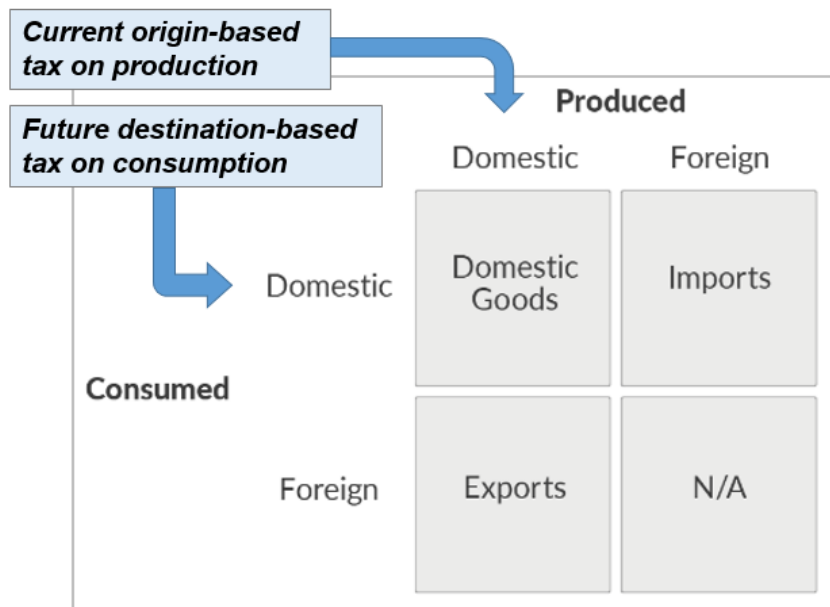 Current origin-based
tax on production
Future destination-based
tax on consumption
Produced
Domestic
Foreign
Domestic
Domestic
Goods
Imports
Consumed
Foreign
Exports
N/A